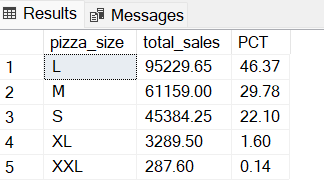 Results Messages
pizza_size total_sales PCT
1 L 95229.65 46.37
2 M 61159.00 29.78
3 S 45384.25 22.10
4 XL 3289.50 1.60
5 XXL 287.60 0.14